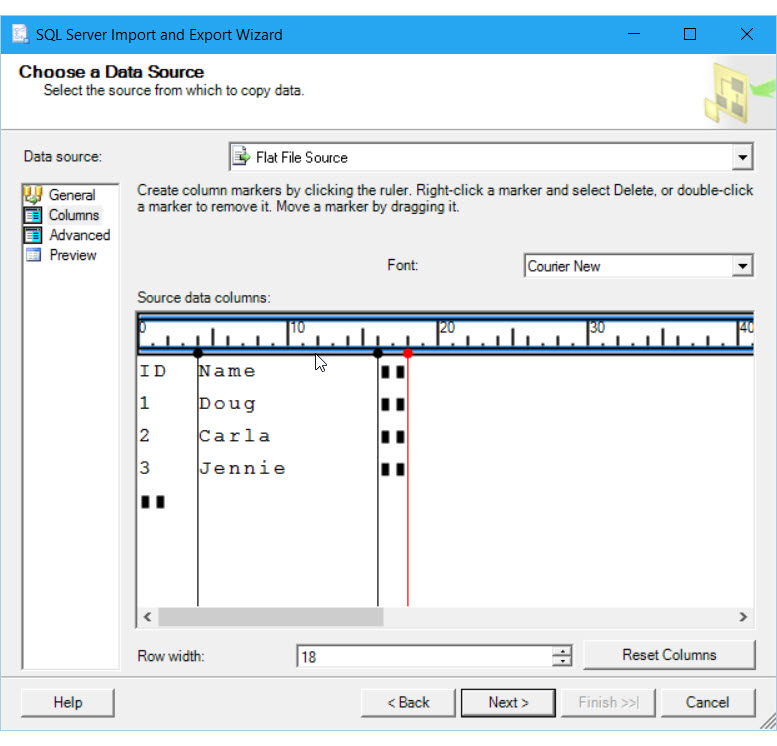 SQL Server Import and Export Wizard
Choose a Data Source
Select the source from which to copy data.
Data source: Flat File Source
General
Columns
Advanced
Preview
Create column markers by clicking the ruler. Right-click a marker and select Delete, or double-click
a marker to remove it. Move a marker by dragging it.
Font: Courier New
Source data columns:
0 10 20 30 40
ID Name
1 Doug
2 Carla
3 Jennie
Row width: 18 Reset Columns
Help < Back Next > Finish >>| Cancel